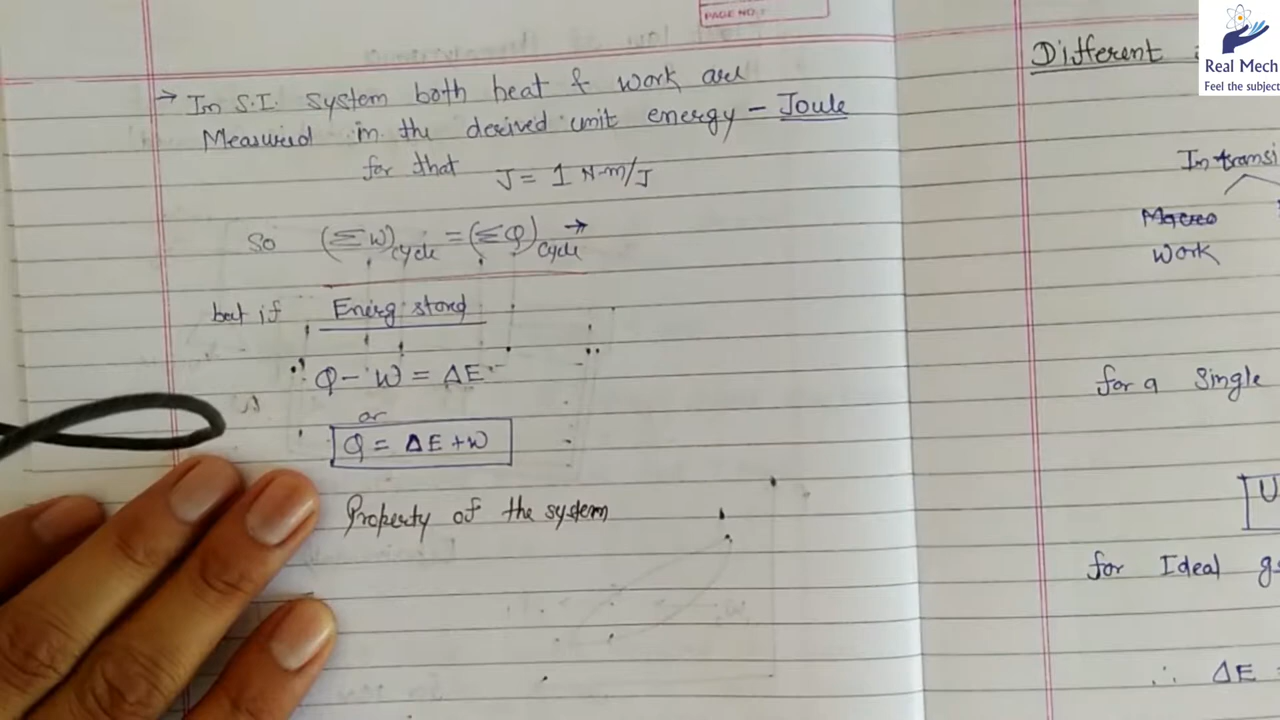 PAGE NO.:
→ In S.I. system both heat & work are
Measured in the derived unit energy – Joule
for that J = 1 N-m/J
So (ΣW)cycle = (ΣQ)cycle →
but if Energ stored
∴ Q – W = ΔE
or
Q = ΔE + W
Property of the system
Different
In transi
Macro
Work
for a Single
U
for Ideal g
∴ ΔE
Real Mech
Feel the subject